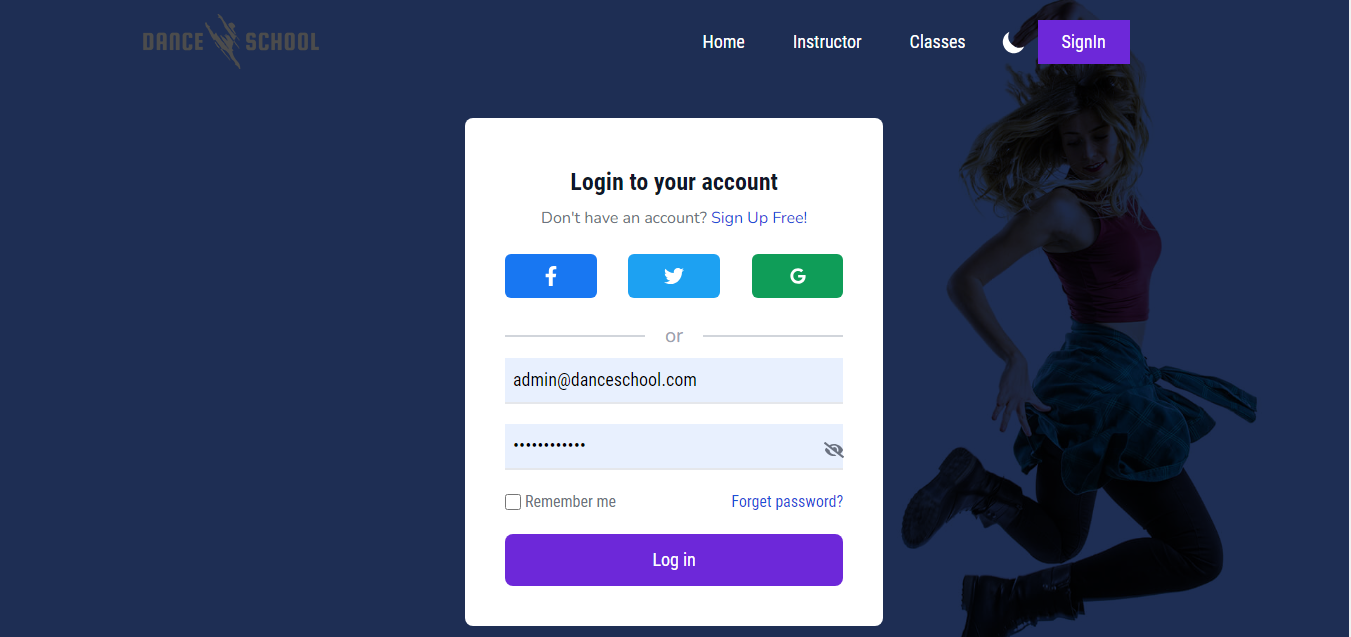 DANCE SCHOOL
Home Instructor Classes SignIn
Login to your account
Don't have an account? Sign Up Free!
or
admin@danceschool.com
••••••••••••
Remember me Forget password?
Log in